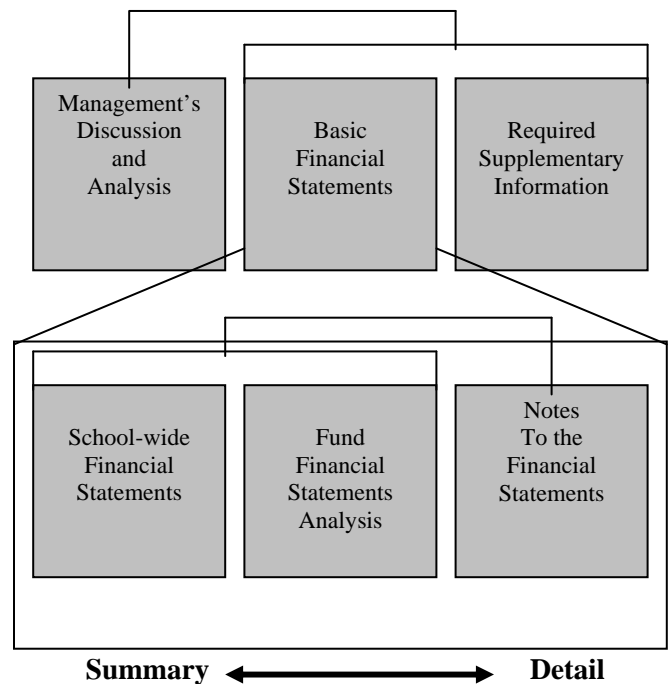 Management’s
Discussion
and
Analysis
Basic
Financial
Statements
Required
Supplementary
Information
School-wide
Financial
Statements
Fund
Financial
Statements
Analysis
Notes
To the
Financial
Statements
Summary
Detail